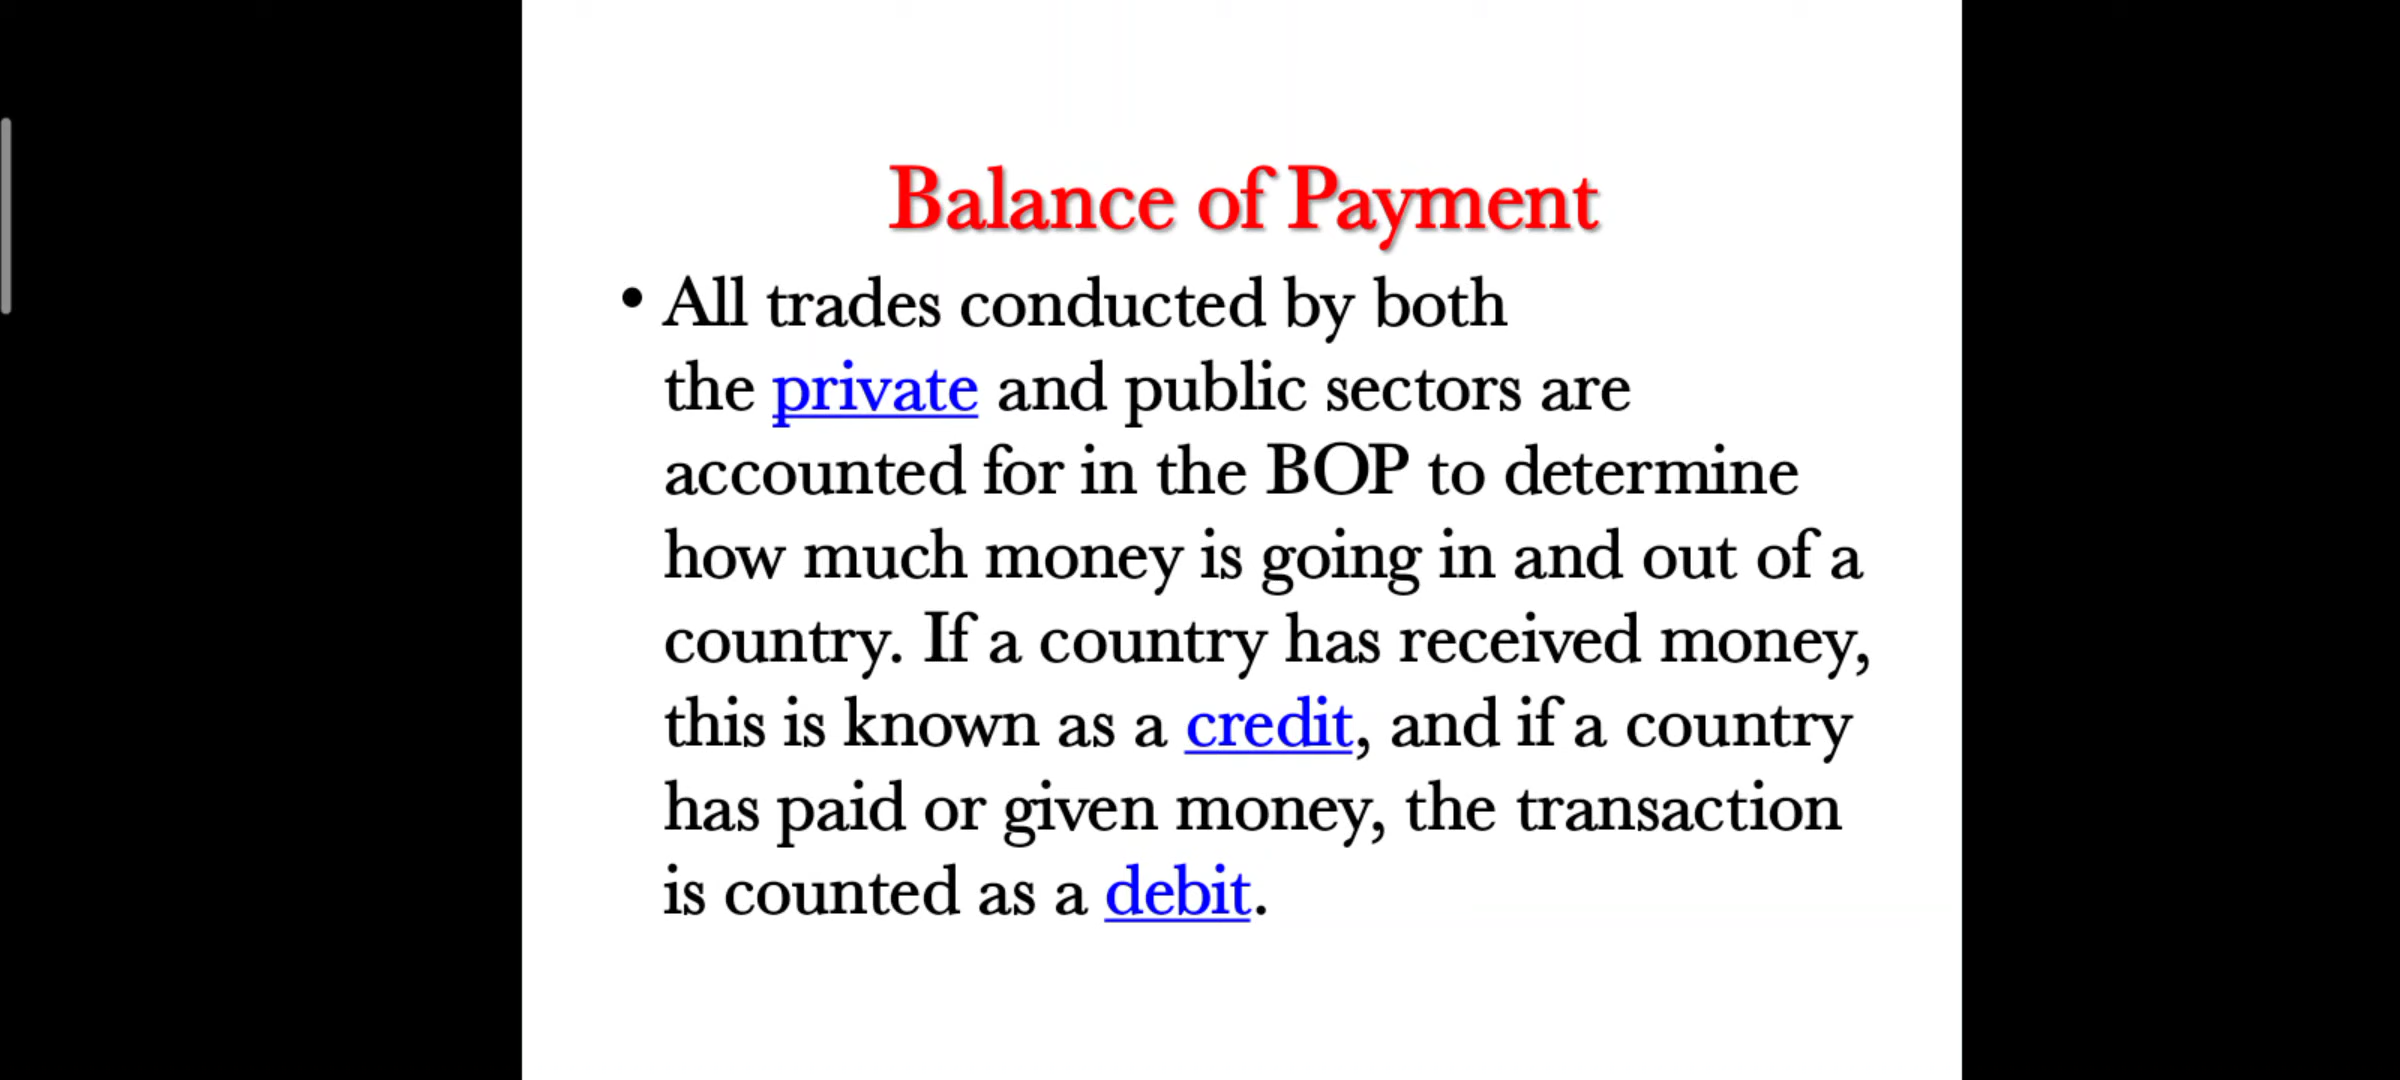 Balance of Payment
• All trades conducted by both
the private and public sectors are
accounted for in the BOP to determine
how much money is going in and out of a
country. If a country has received money,
this is known as a credit, and if a country
has paid or given money, the transaction
is counted as a debit.